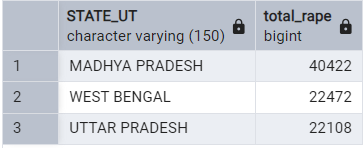 STATE_UT total_rape
character varying (150) bigint
1 MADHYA PRADESH 40422
2 WEST BENGAL 22472
3 UTTAR PRADESH 22108